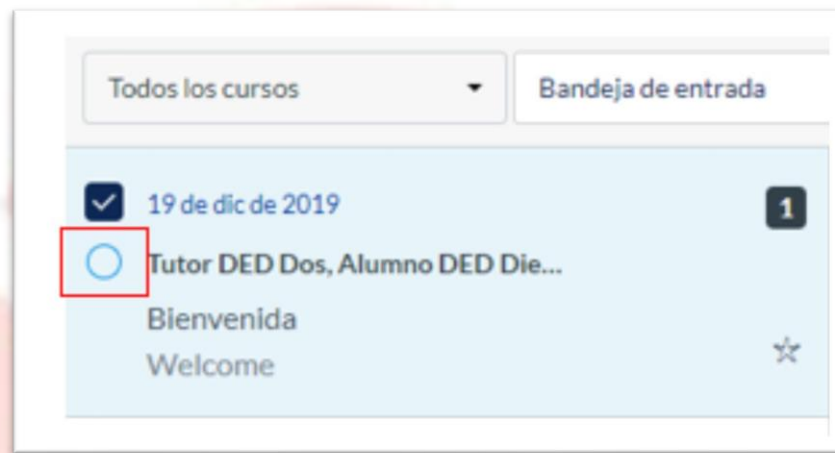 Todos los cursos
Bandeja de entrada
19 de dic de 2019
1
Tutor DED Dos, Alumno DED Die...
Bienvenida
Welcome